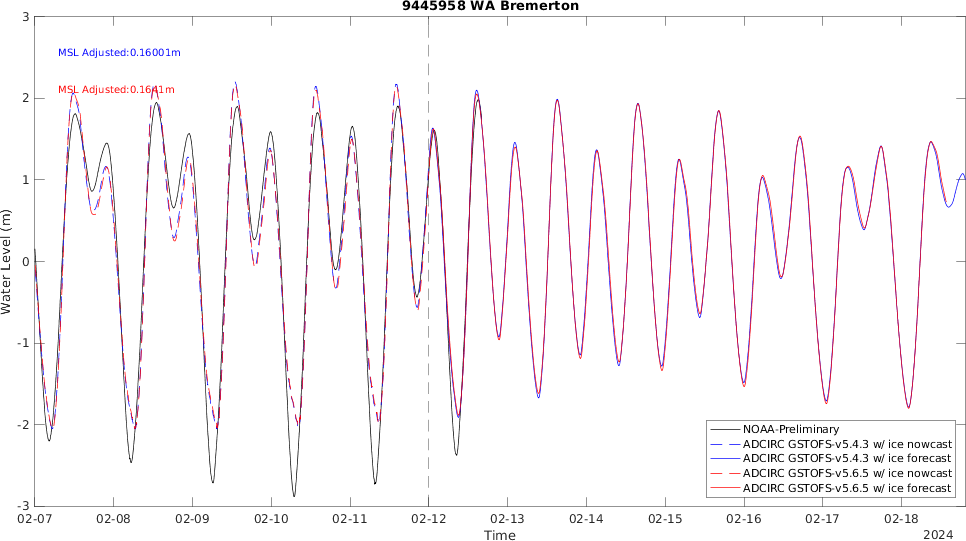 9445958 WA Bremerton
3
2
1
0
-1
-2
-3
Water Level (m)
MSL Adjusted:0.16001m
MSL Adjusted:0.1641m
NOAA-Preliminary
ADCIRC GSTOFS-v5.4.3 w/ ice nowcast
ADCIRC GSTOFS-v5.4.3 w/ ice forecast
ADCIRC GSTOFS-v5.6.5 w/ ice nowcast
ADCIRC GSTOFS-v5.6.5 w/ ice forecast
02-07 02-08 02-09 02-10 02-11 02-12 02-13 02-14 02-15 02-16 02-17 02-18
Time
2024